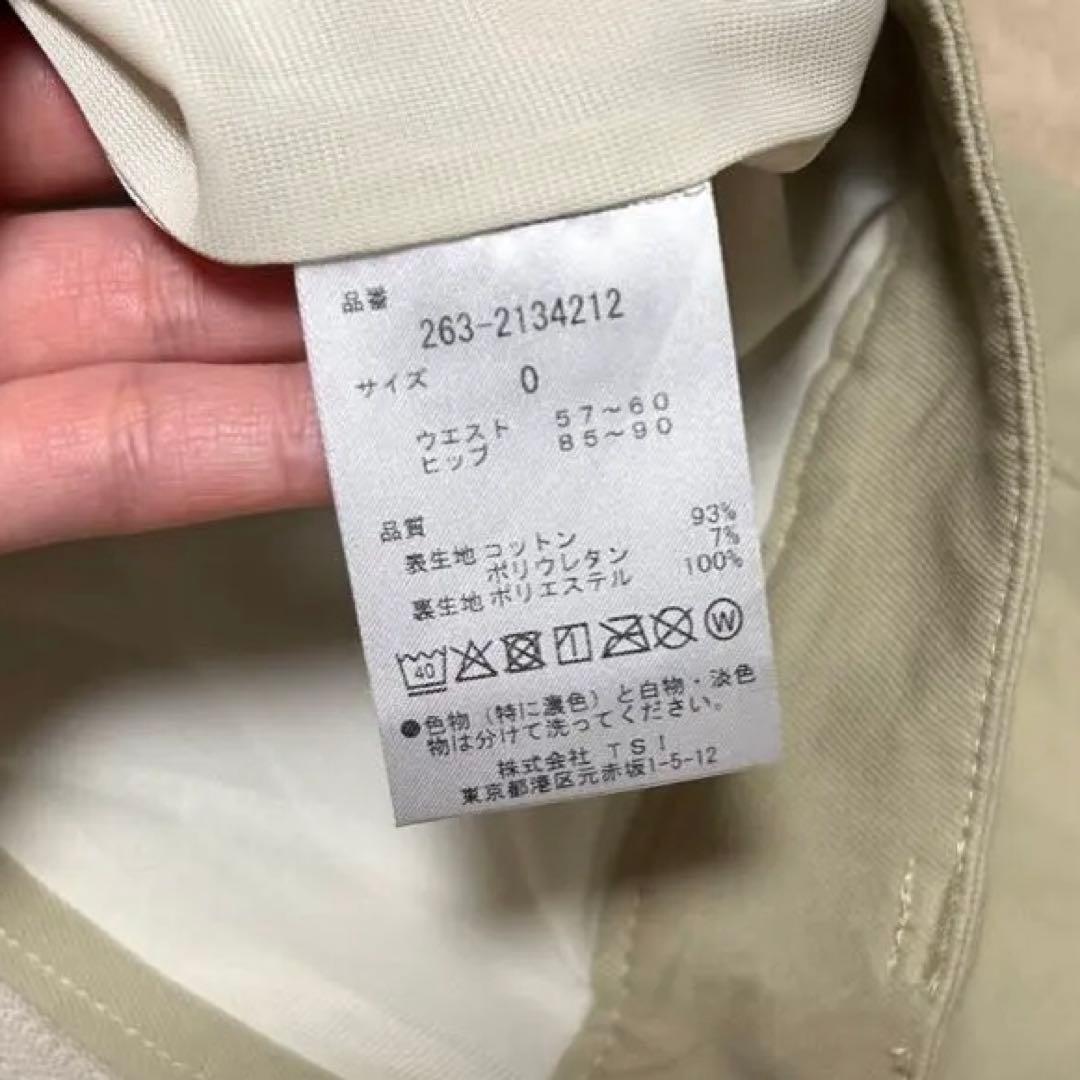 品番
263-2134212
サイズ 0
ウエスト 57～60
ヒップ 85～90
品質
表生地 コットン 93%
ポリウレタン 7%
裏生地 ポリエステル 100%
40 W
●色物（特に濃色）と白物・淡色
物は分けて洗ってください。
株式会社 TSI
東京都港区元赤坂1-5-12